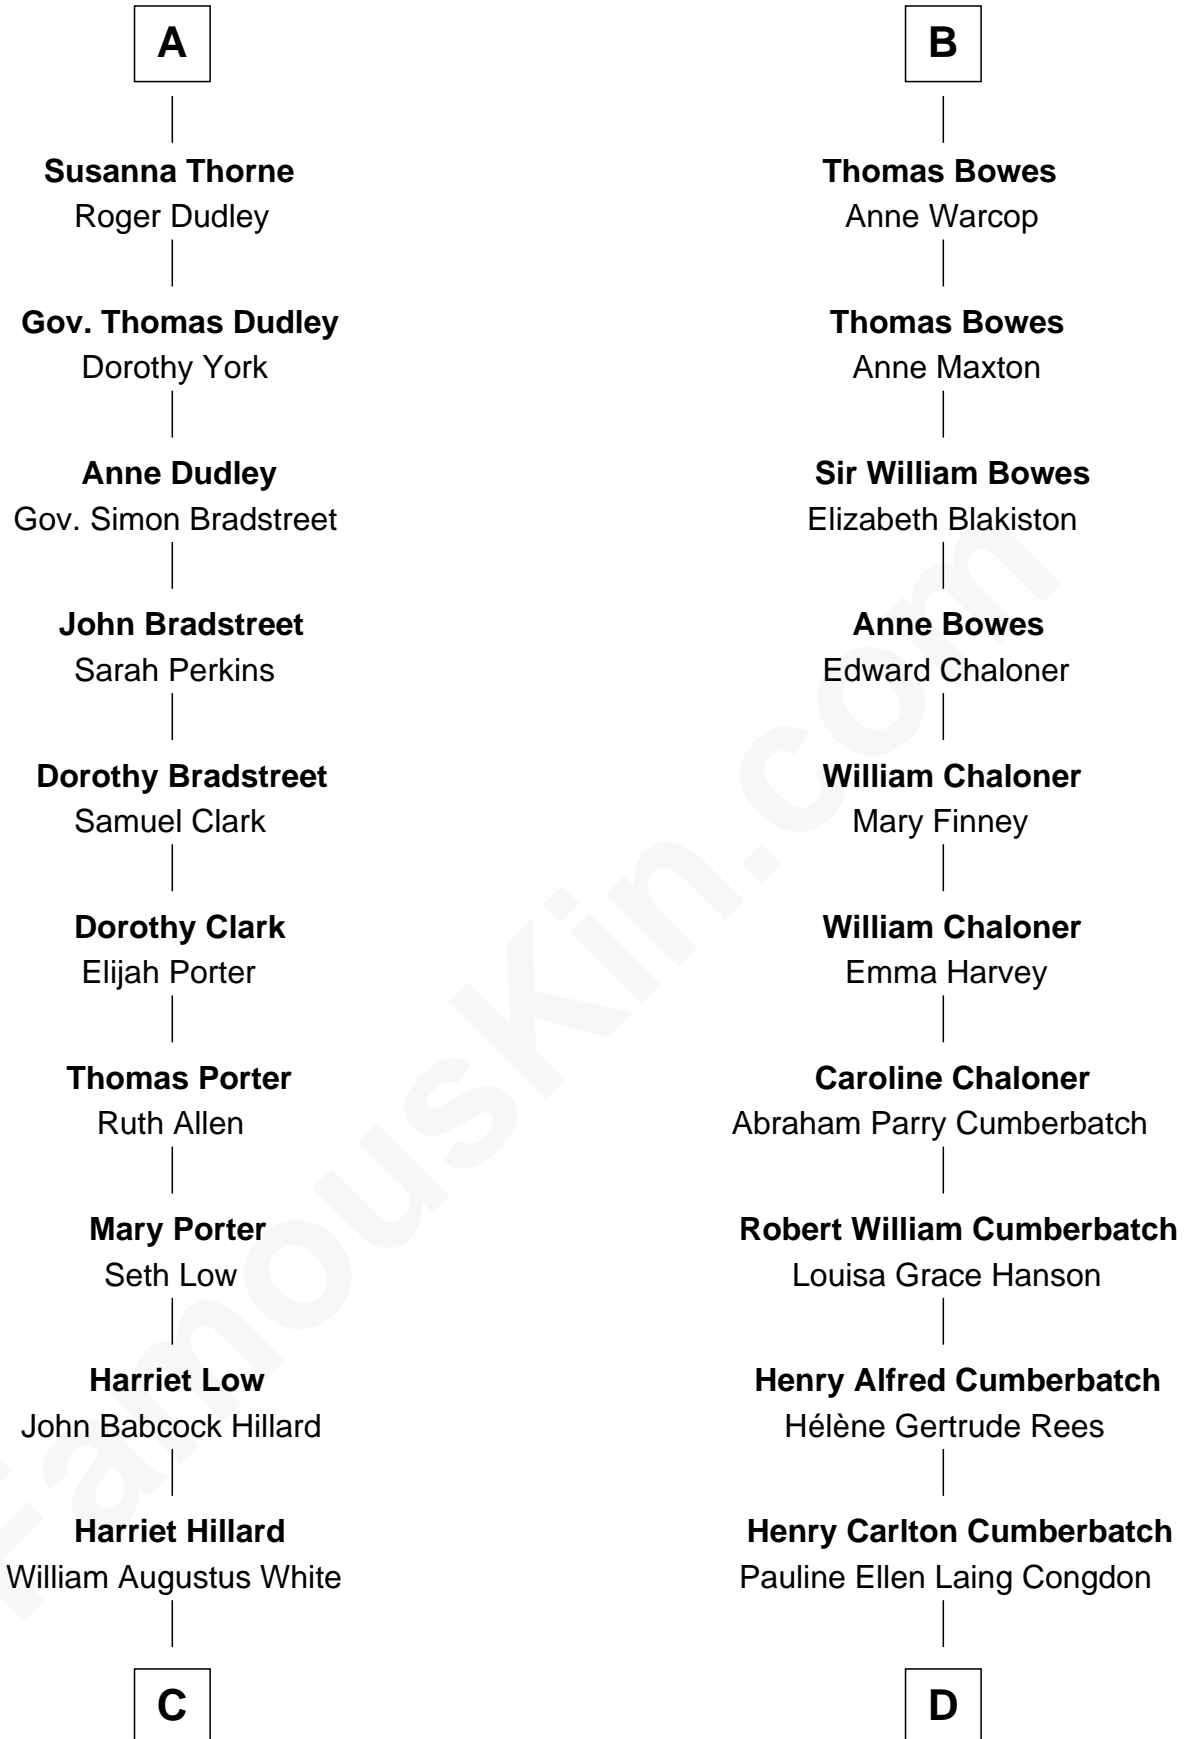 A
Susanna Thorne
Roger Dudley
Gov. Thomas Dudley
Dorothy York
Anne Dudley
Gov. Simon Bradstreet
John Bradstreet
Sarah Perkins
Dorothy Bradstreet
Samuel Clark
Dorothy Clark
Elijah Porter
Thomas Porter
Ruth Allen
Mary Porter
Seth Low
Harriet Low
John Babcock Hillard
Harriet Hillard
William Augustus White
C
B
Thomas Bowes
Anne Warcop
Thomas Bowes
Anne Maxton
Sir William Bowes
Elizabeth Blakiston
Anne Bowes
Edward Chaloner
William Chaloner
Mary Finney
William Chaloner
Emma Harvey
Caroline Chaloner
Abraham Parry Cumberbatch
Robert William Cumberbatch
Louisa Grace Hanson
Henry Alfred Cumberbatch
Hélène Gertrude Rees
Henry Carlton Cumberbatch
Pauline Ellen Laing Congdon
D
FamousKin.com